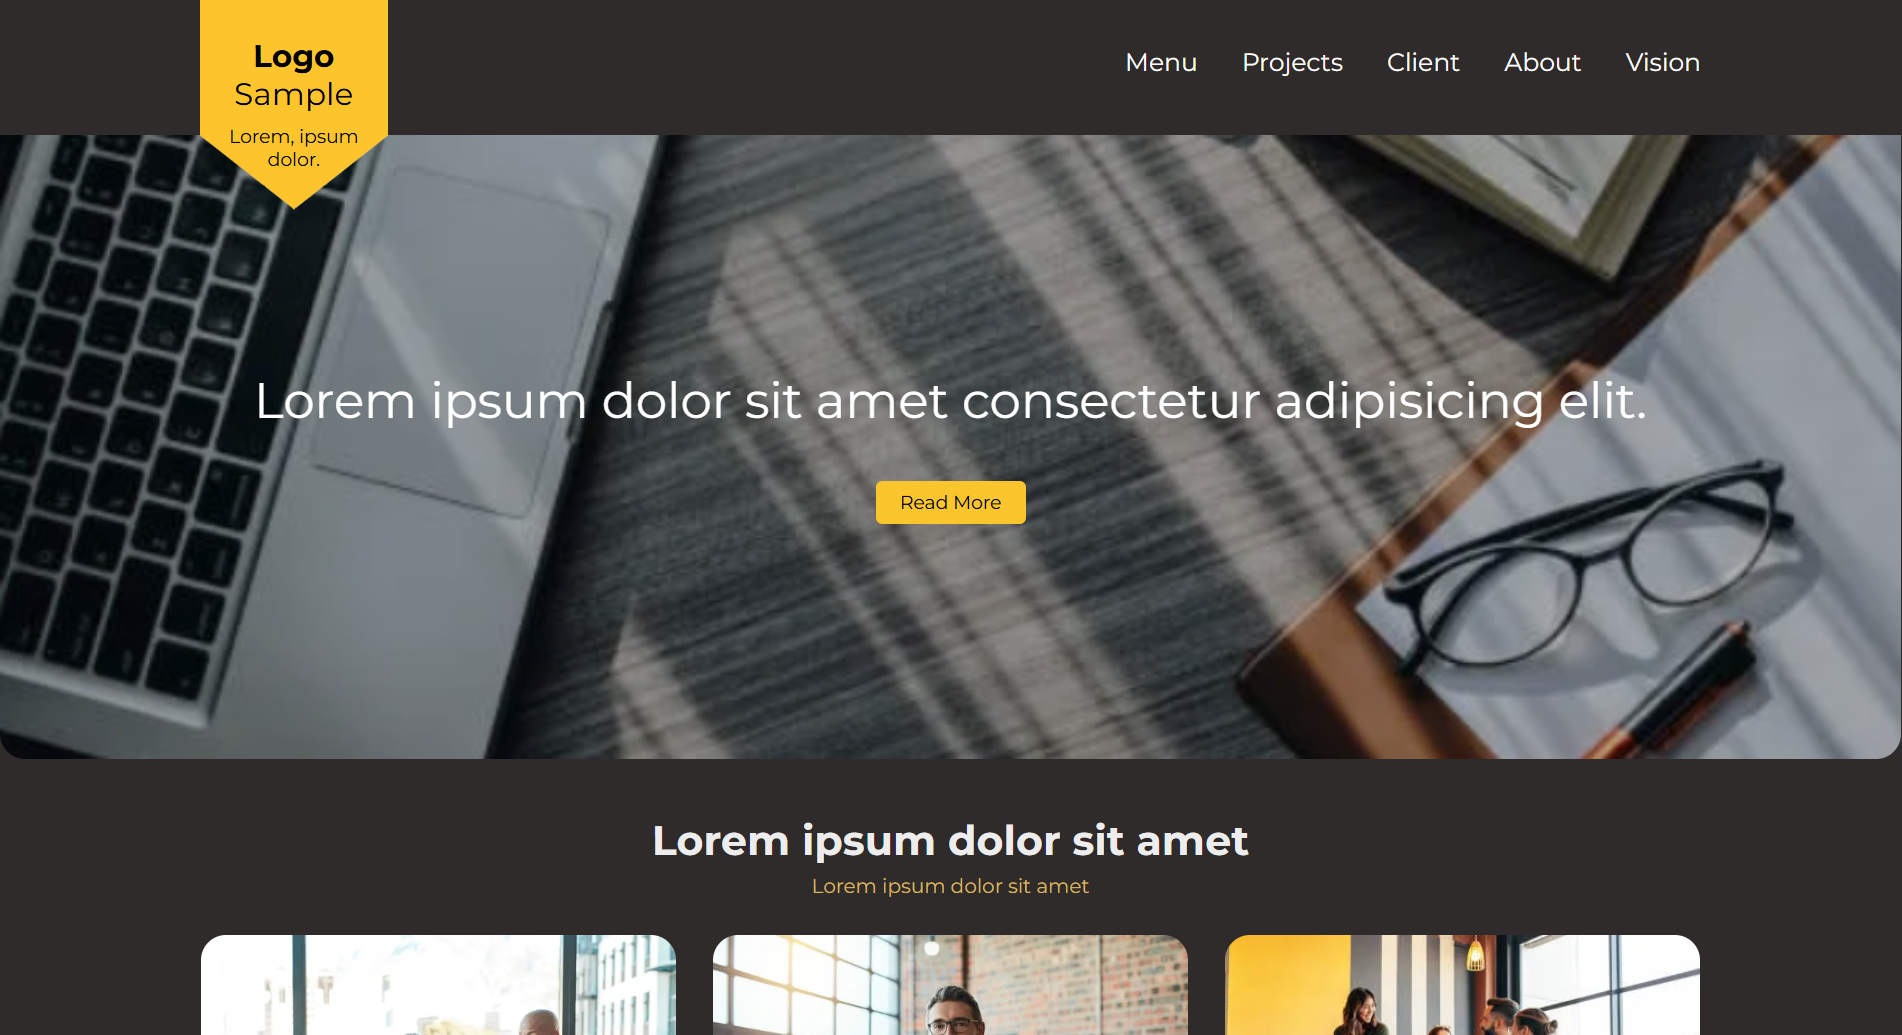 Logo
Sample
Lorem, ipsum
dolor.
Menu Projects Client About Vision
Lorem ipsum dolor sit amet consectetur adipisicing elit.
Read More
Lorem ipsum dolor sit amet
Lorem ipsum dolor sit amet